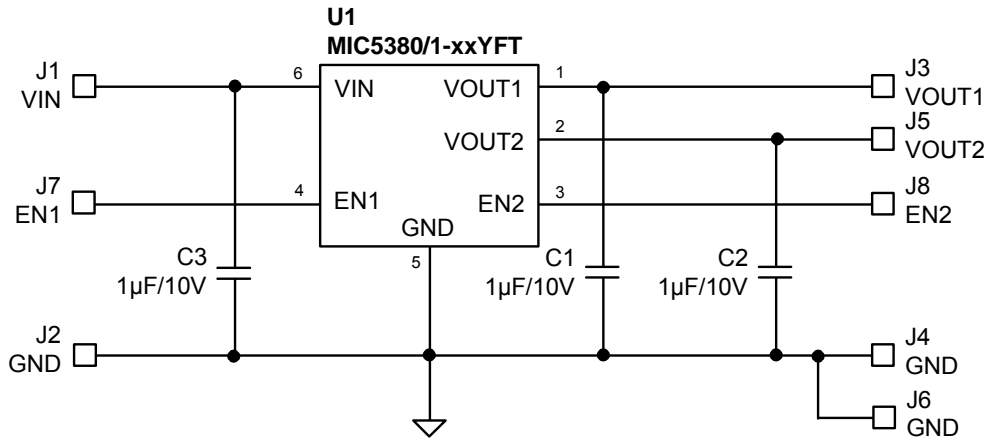 U1
MIC5380/1-xxYFT
J1
VIN
6
VIN
VOUT1
1
J3
VOUT1
VOUT2
2
J5
VOUT2
J7
EN1
4
EN1
EN2
3
J8
EN2
GND
5
C3
1µF/10V
C1
1µF/10V
C2
1µF/10V
J2
GND
J4
GND
J6
GND